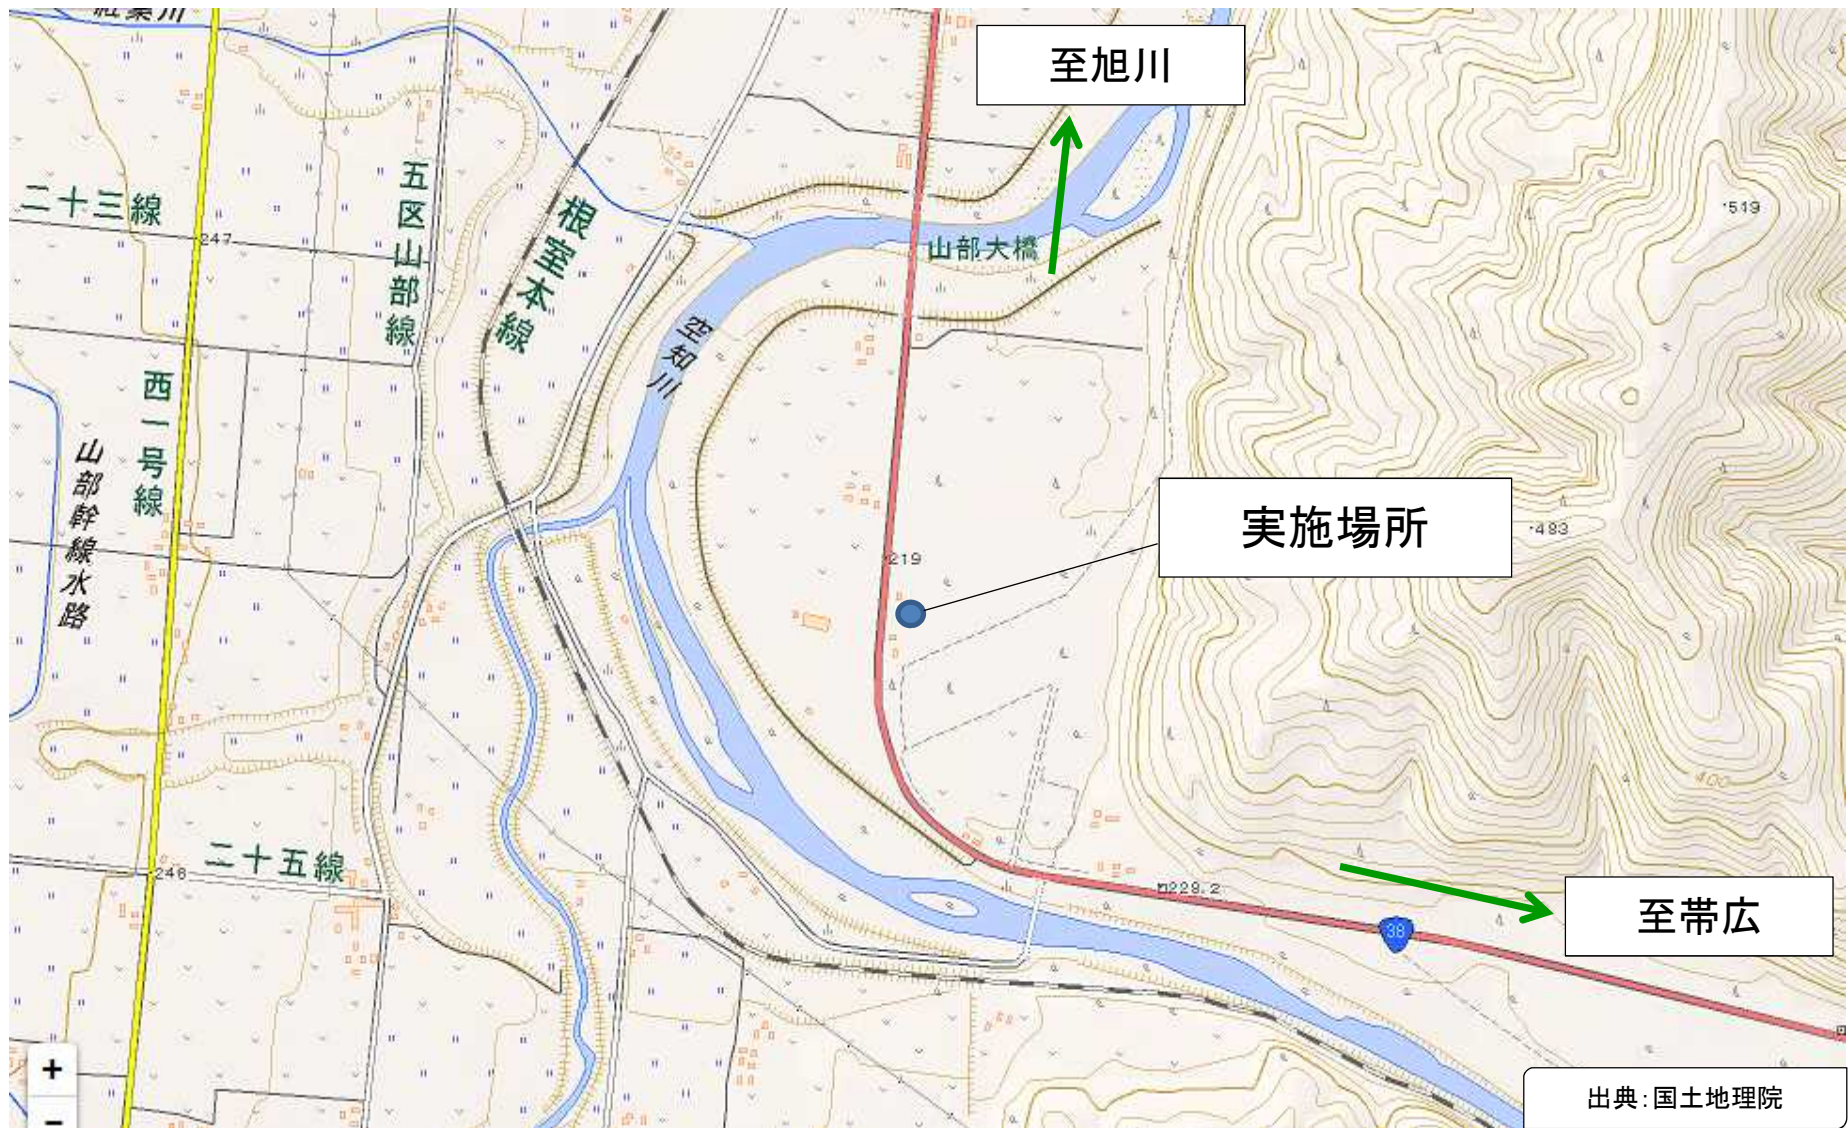 紅葉川
至旭川
五区山部線
二十三線
根室本線
247
519
山部大橋
空知川
西一号線
山部幹線水路
実施場所
483
219
400
二十五線
246
229.2
38
至帯広
+
−
出典:国土地理院